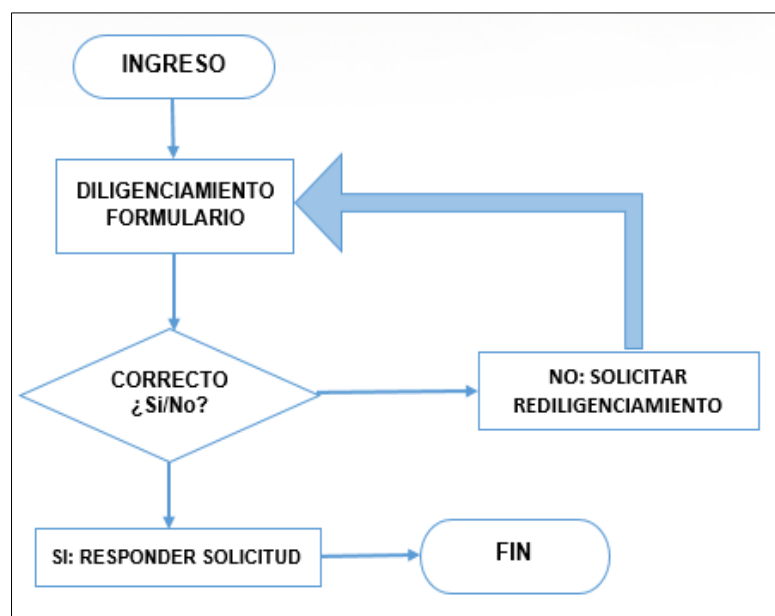 INGRESO
DILIGENCIAMIENTO
FORMULARIO
CORRECTO
¿Si/No?
NO: SOLICITAR
REDILIGENCIAMIENTO
SI: RESPONDER SOLICITUD
FIN